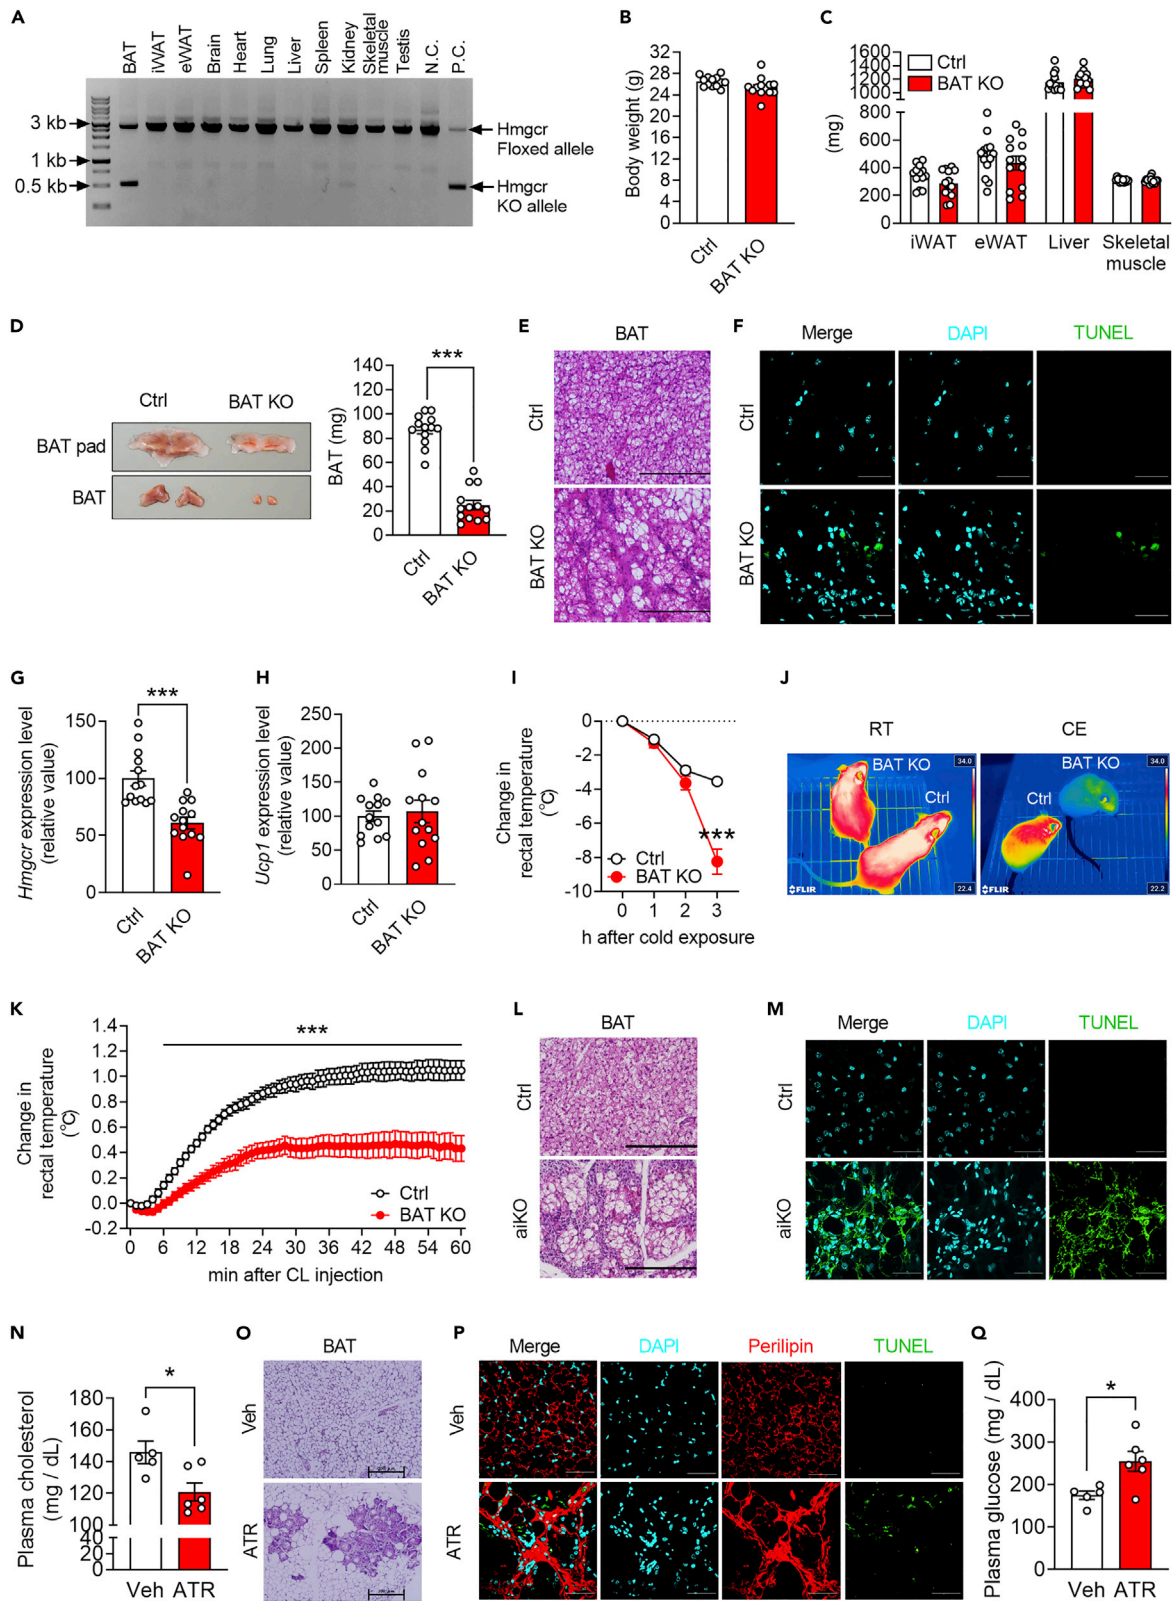 A
BAT
iWAT
eWAT
Brain
Heart
Lung
Liver
Spleen
Kidney
Skeletal
muscle
Testis
N.C.
P.C.
3 kb
1 kb
0.5 kb
Hmgcr
Floxed allele
Hmgcr
KO allele
B
Body weight (g)
32
28
24
20
16
12
8
4
0
Ctrl
BAT KO
C
(mg)
1600
1400
1200
1000
800
600
400
200
0
Ctrl
BAT KO
iWAT
eWAT
Liver
Skeletal
muscle
D
Ctrl
BAT KO
BAT pad
BAT
BAT (mg)
140
120
100
80
60
40
20
0
***
Ctrl
BAT KO
E
BAT
Ctrl
BAT KO
F
Merge
DAPI
TUNEL
Ctrl
BAT KO
G
Hmgcr expression level
(relative value)
150
100
50
0
***
Ctrl
BAT KO
H
Ucp1 expression level
(relative value)
250
200
150
100
50
0
Ctrl
BAT KO
I
Change in
rectal temperature
(℃)
0
-2
-4
-6
-8
-10
***
Ctrl
BAT KO
0 1 2 3
h after cold exposure
J
RT
CE
BAT KO
Ctrl
34.0
22.4
FLIR
BAT KO
Ctrl
34.0
22.2
FLIR
K
Change in
rectal temperature
(℃)
1.4
1.2
1.0
0.8
0.6
0.4
0.2
0.0
-0.2
***
Ctrl
BAT KO
0 6 12 18 24 30 36 42 48 54 60
min after CL injection
L
BAT
Ctrl
aiKO
M
Merge
DAPI
TUNEL
Ctrl
aiKO
N
Plasma cholesterol
(mg / dL)
180
160
140
120
100
40
20
0
*
Veh
ATR
O
BAT
Veh
ATR
P
Merge
DAPI
Perilipin
TUNEL
Veh
ATR
Q
Plasma glucose (mg / dL)
400
300
200
100
0
*
Veh
ATR